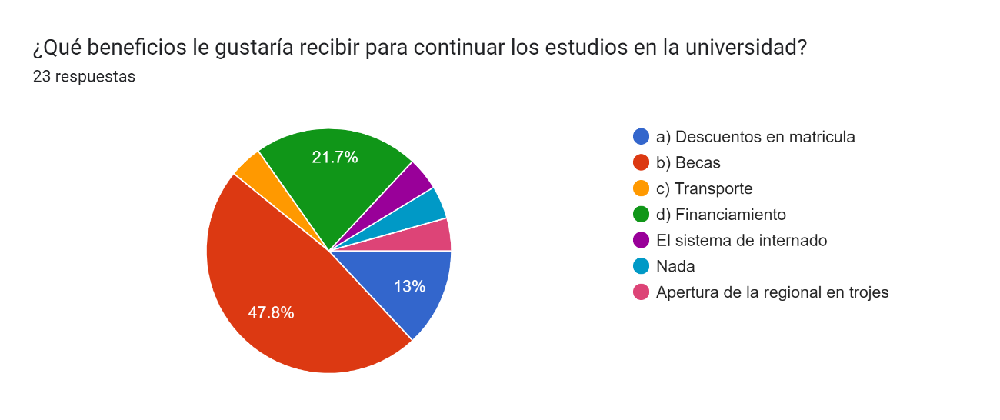 ¿Qué beneficios le gustaría recibir para continuar los estudios en la universidad?
23 respuestas
21.7%
13%
47.8%
a) Descuentos en matricula
b) Becas
c) Transporte
d) Financiamiento
El sistema de internado
Nada
Apertura de la regional en trojes